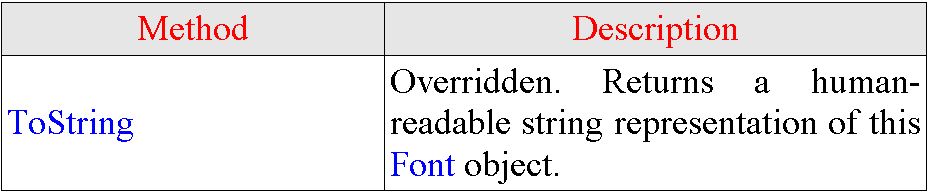 Method Description
Overridden. Returns a human-
ToString readable string representation of this
Font object.